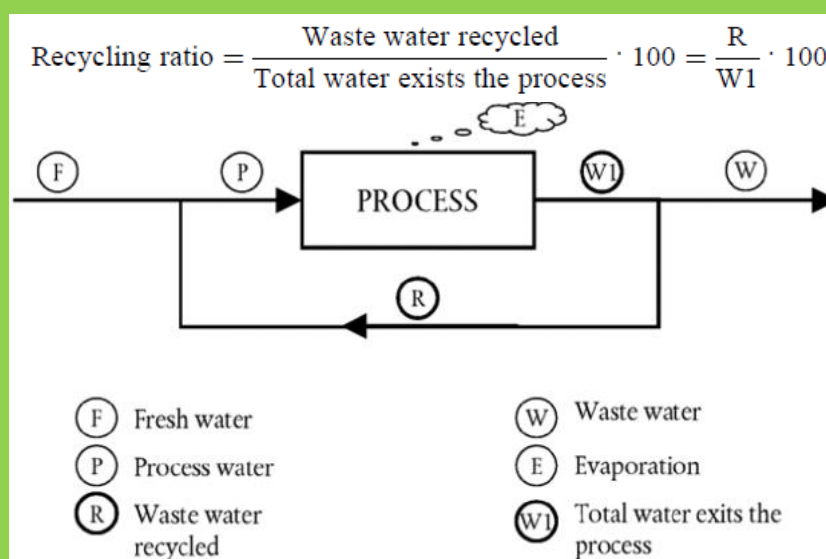 Recycling ratio = Waste water recycled / Total water exists the process · 100 = R / W1 · 100
E
F
P
W1
W
PROCESS
R
F Fresh water
W Waste water
P Process water
E Evaporation
R Waste water
recycled
W1 Total water exits the
process